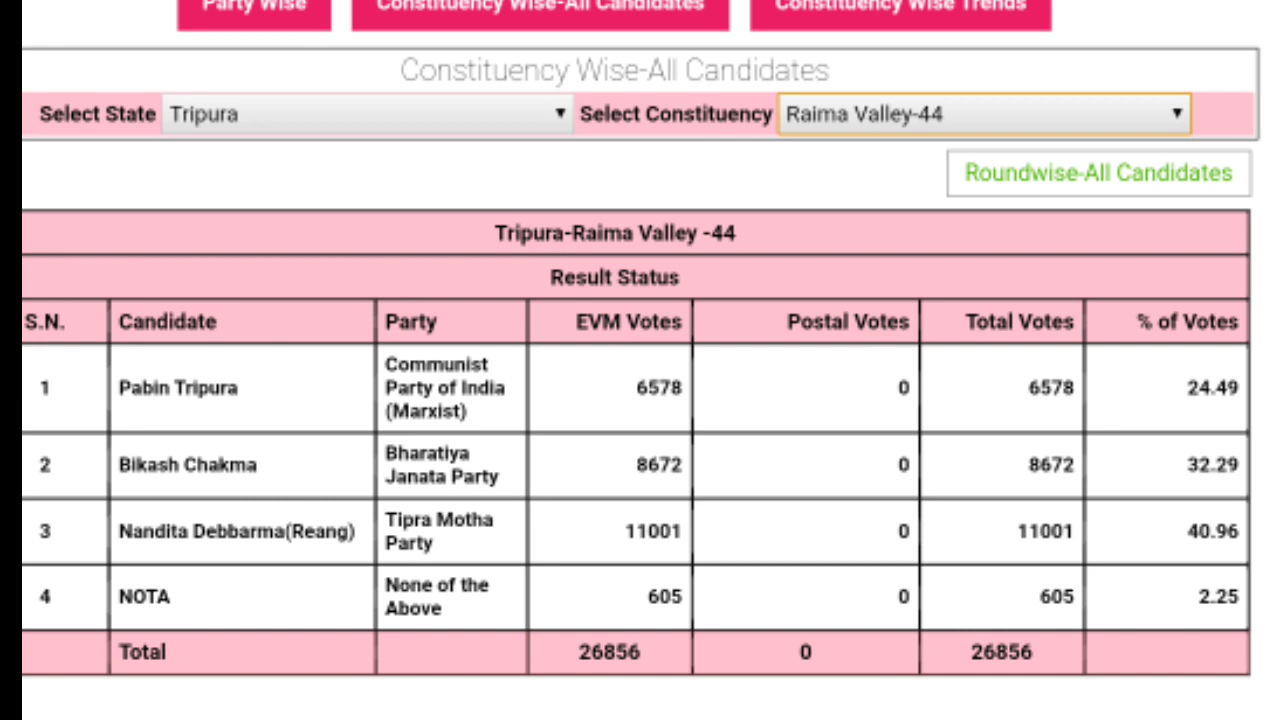 Party Wise Constituency Wise-All Candidates Constituency Wise Trends
Constituency Wise-All Candidates
Select State Tripura ▼ Select Constituency Raima Valley-44 ▼
Roundwise-All Candidates
Tripura-Raima Valley -44
Result Status
S.N. Candidate Party EVM Votes Postal Votes Total Votes % of Votes
1 Pabin Tripura Communist Party of India (Marxist) 6578 0 6578 24.49
2 Bikash Chakma Bharatiya Janata Party 8672 0 8672 32.29
3 Nandita Debbarma(Reang) Tipra Motha Party 11001 0 11001 40.96
4 NOTA None of the Above 605 0 605 2.25
Total 26856 0 26856